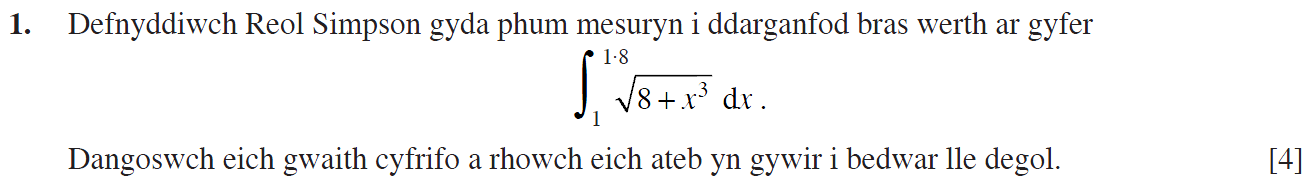 1. Defnyddiwch Reol Simpson gyda phum mesuryn i ddarganfod bras werth ar gyfer
∫₁^{1·8} √(8 + x³) dx .
Dangoswch eich gwaith cyfrifo a rhowch eich ateb yn gywir i bedwar lle degol. [4]